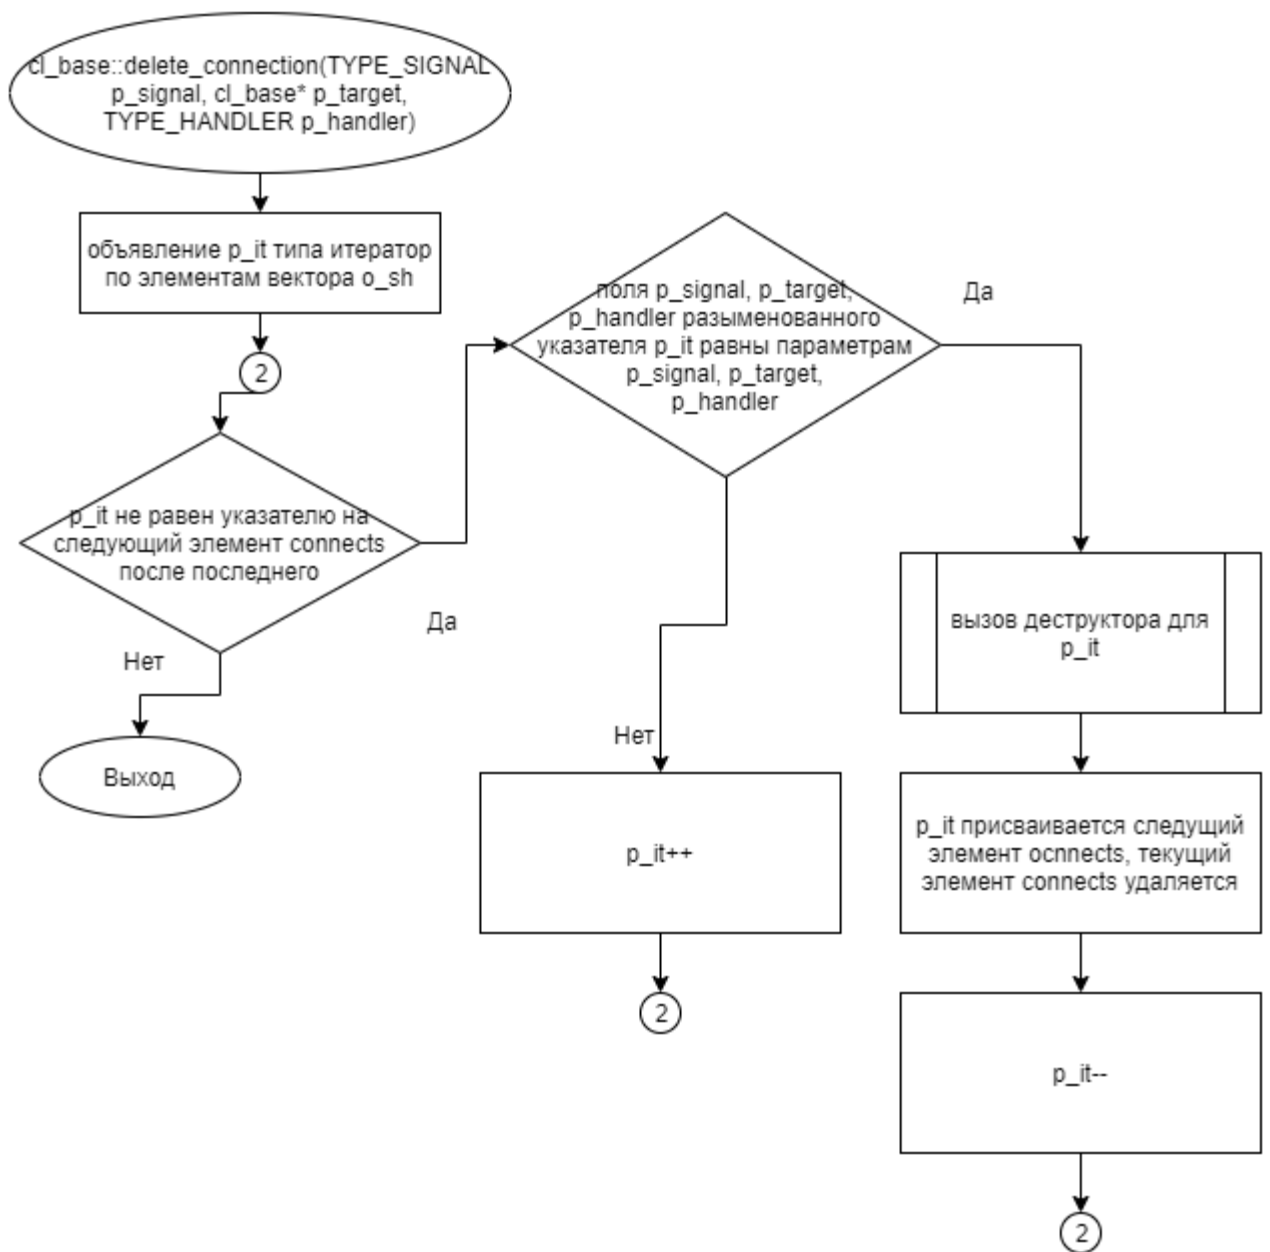 cl_base::delete_connection(TYPE_SIGNAL
p_signal, cl_base* p_target,
TYPE_HANDLER p_handler)
объявление p_it типа итератор
по элементам вектора o_sh
2
p_it не равен указателю на
следующий элемент connects
после последнего
Да
Нет
Выход
поля p_signal, p_target,
p_handler разыменованного
указателя p_it равны параметрам
p_signal, p_target,
p_handler
Да
Нет
p_it++
2
вызов деструктора для
p_it
p_it присваивается следущий
элемент ocnnects, текущий
элемент connects удаляется
p_it--
2